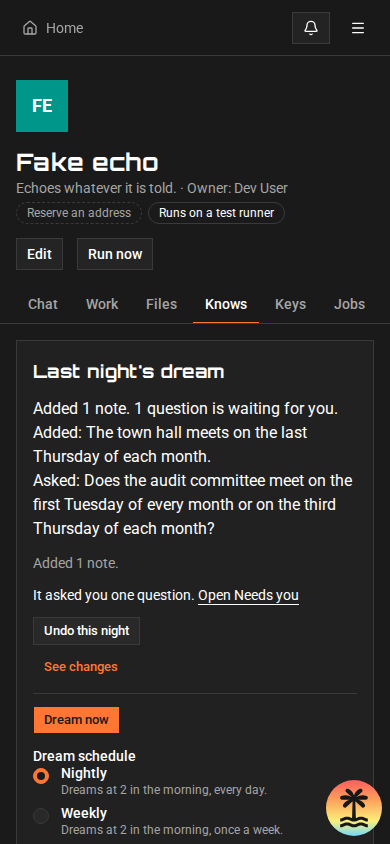 Home
FE
Fake echo
Echoes whatever it is told. · Owner: Dev User
Reserve an address
Runs on a test runner
Edit
Run now
Chat
Work
Files
Knows
Keys
Jobs
Last night's dream
Added 1 note. 1 question is waiting for you.
Added: The town hall meets on the last
Thursday of each month.
Asked: Does the audit committee meet on the
first Tuesday of every month or on the third
Thursday of each month?
Added 1 note.
It asked you one question. Open Needs you
Undo this night
See changes
Dream now
Dream schedule
Nightly
Dreams at 2 in the morning, every day.
Weekly
Dreams at 2 in the morning, once a week.